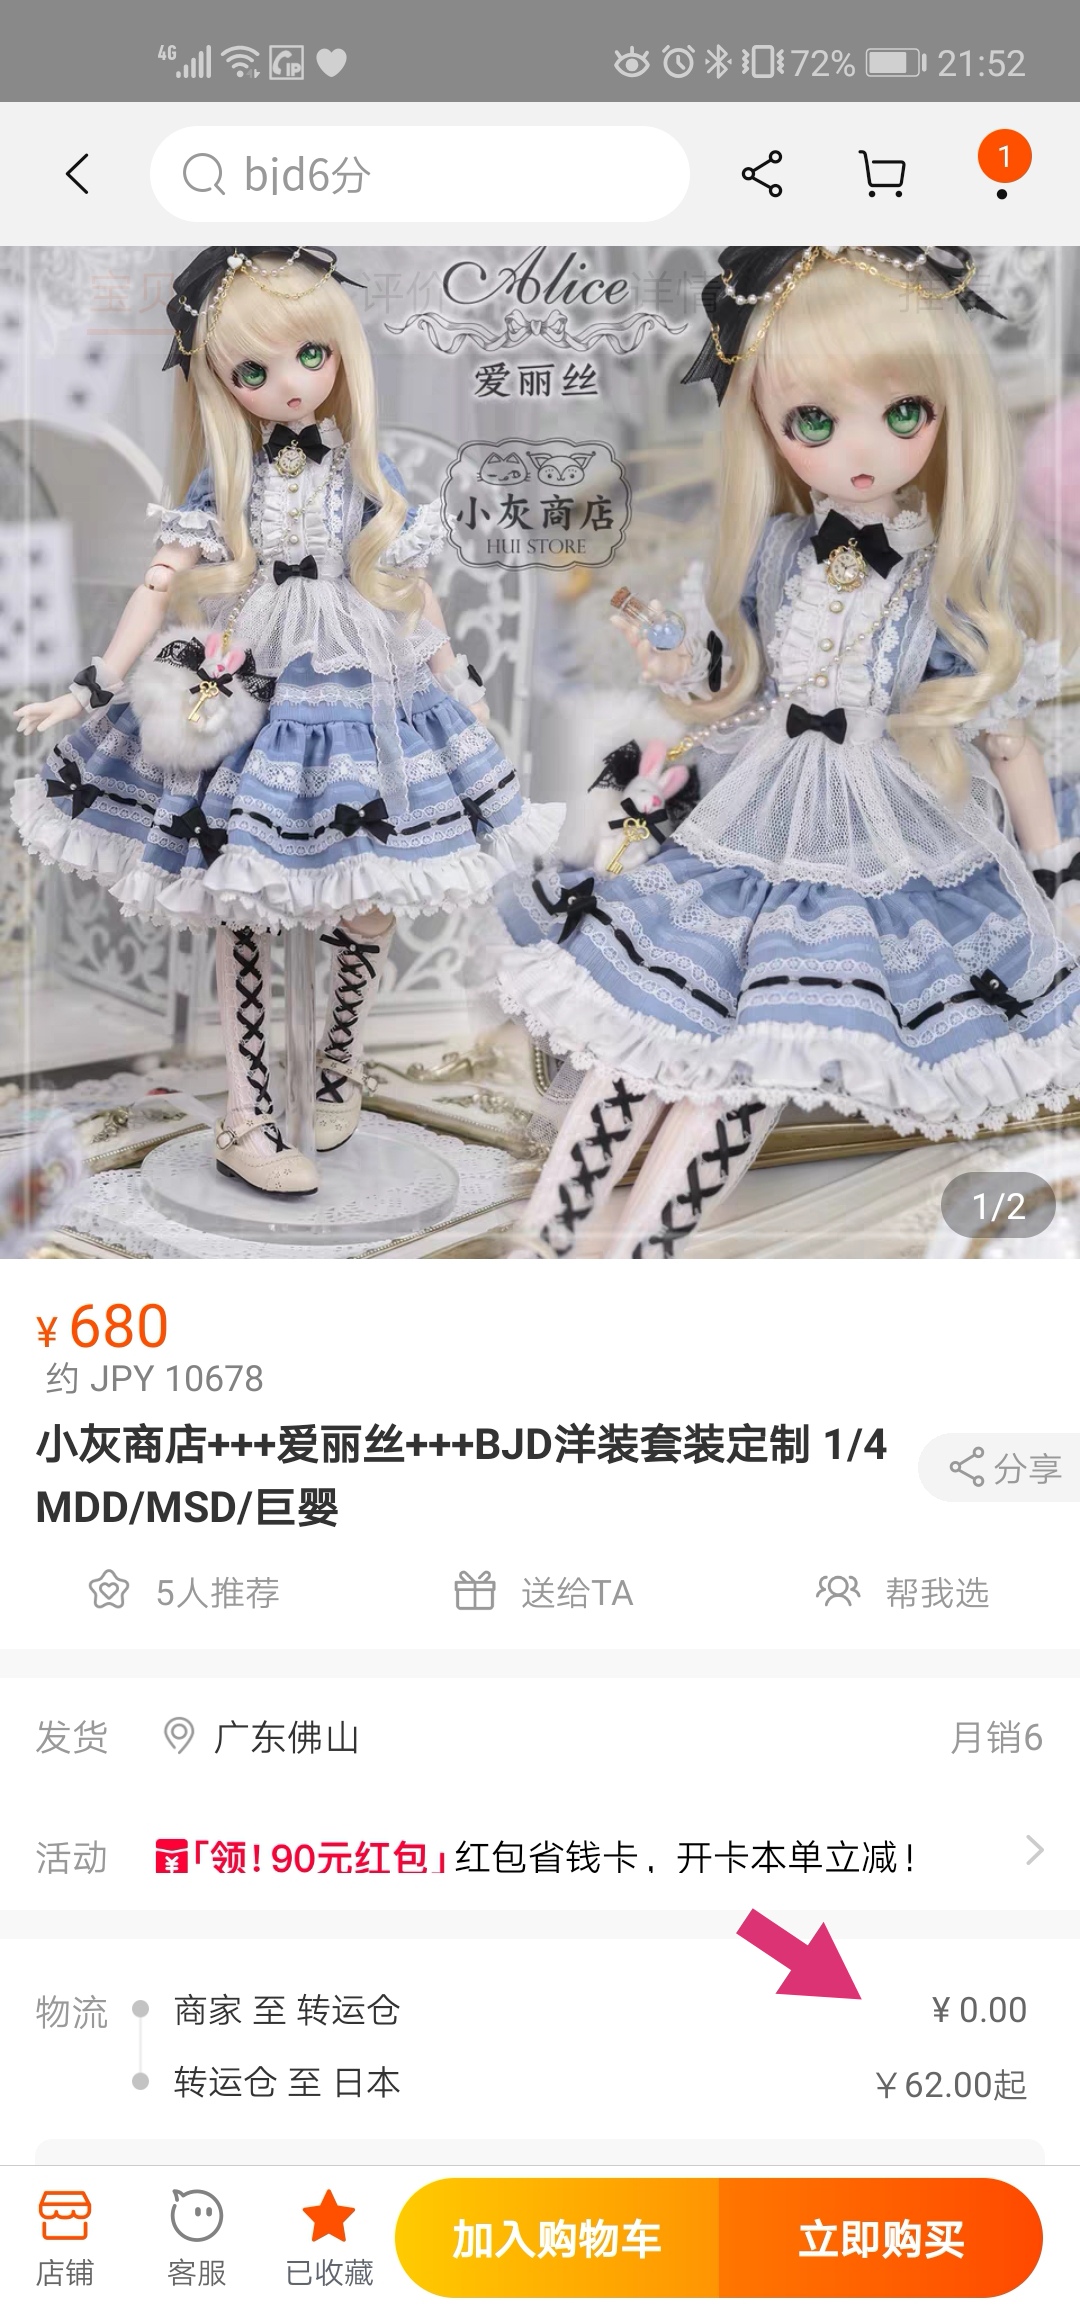 4G
72%
21:52
bjd6分
1
宝贝
评价
详情
推荐
Alice
爱丽丝
小灰商店
HUI STORE
1/2
¥ 680
约 JPY 10678
小灰商店+++爱丽丝+++BJD洋装套装定制 1/4
MDD/MSD/巨婴
分享
5人推荐
送给TA
帮我选
发货
广东佛山
月销6
活动
「领!90元红包」红包省钱卡，开卡本单立减!
物流
商家 至 转运仓
¥ 0.00
转运仓 至 日本
¥62.00起
店铺
客服
已收藏
加入购物车
立即购买